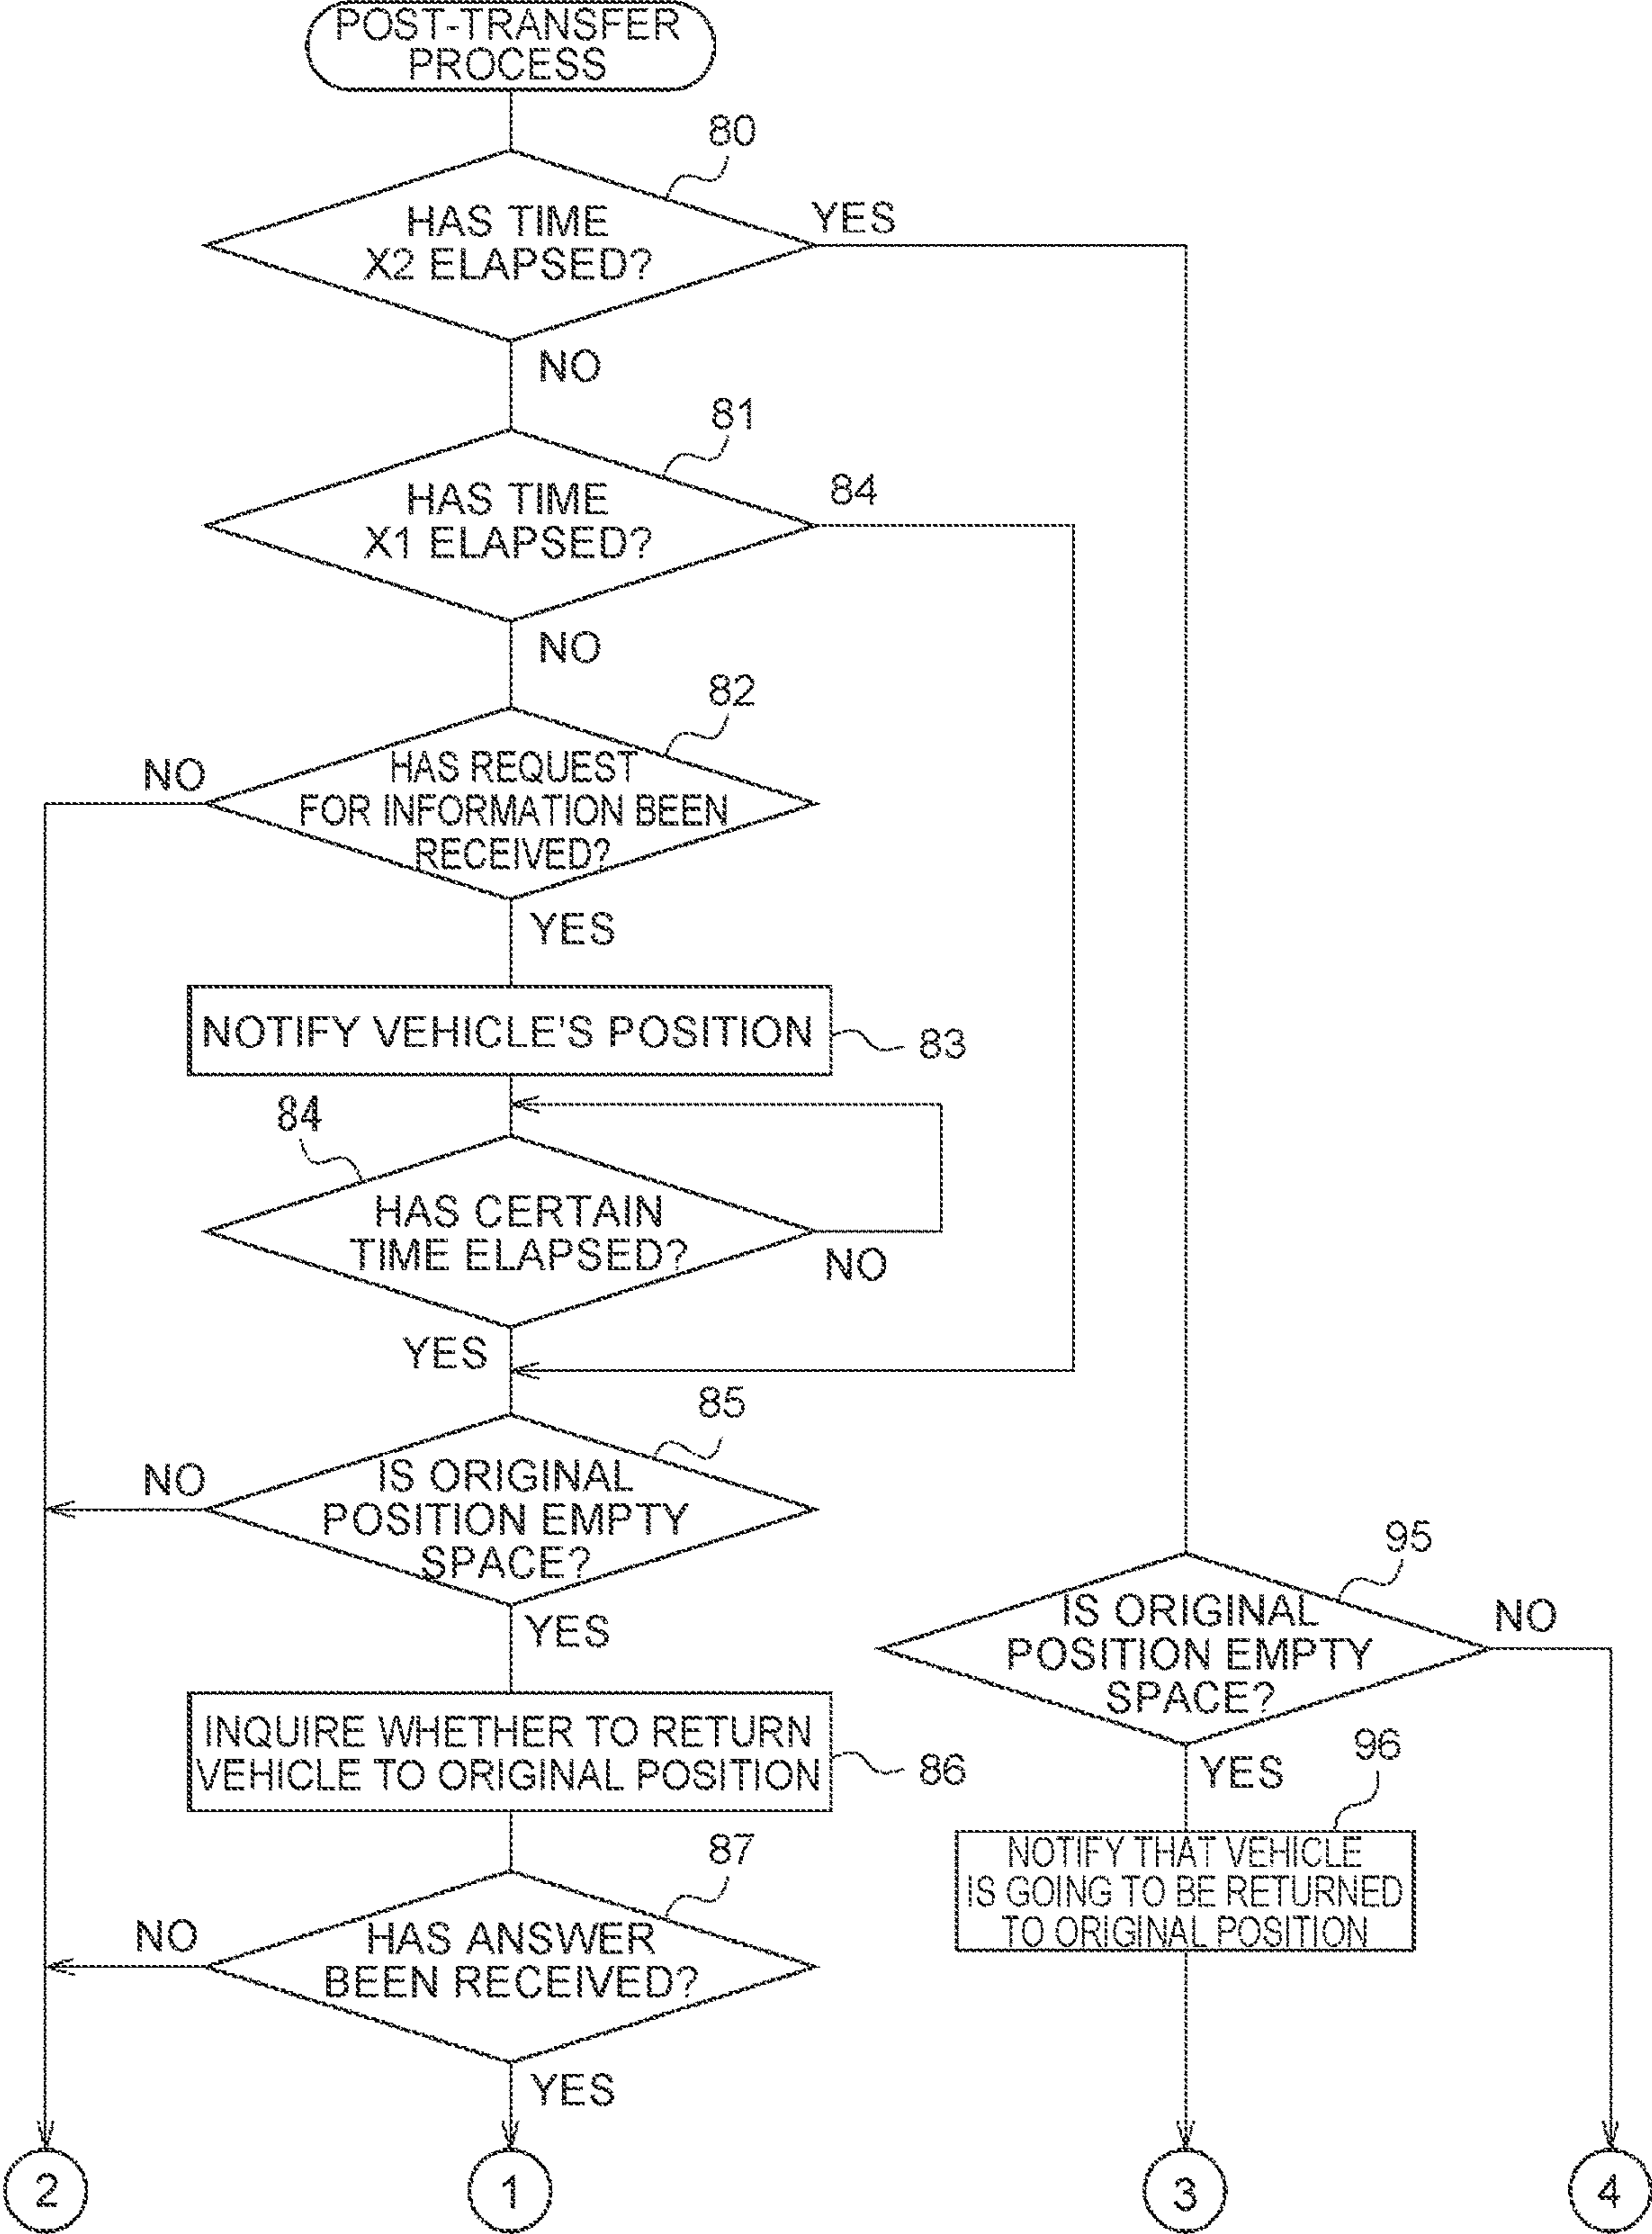 POST-TRANSFER
PROCESS
80
HAS TIME
X2 ELAPSED?
YES
NO
81
HAS TIME
X1 ELAPSED?
84
NO
82
HAS REQUEST
FOR INFORMATION BEEN
RECEIVED?
NO
YES
NOTIFY VEHICLE'S POSITION
83
84
HAS CERTAIN
TIME ELAPSED?
NO
YES
85
IS ORIGINAL
POSITION EMPTY
SPACE?
NO
YES
95
IS ORIGINAL
POSITION EMPTY
SPACE?
NO
YES
INQUIRE WHETHER TO RETURN
VEHICLE TO ORIGINAL POSITION
86
96
NOTIFY THAT VEHICLE
IS GOING TO BE RETURNED
TO ORIGINAL POSITION
87
HAS ANSWER
BEEN RECEIVED?
NO
YES
2
1
3
4